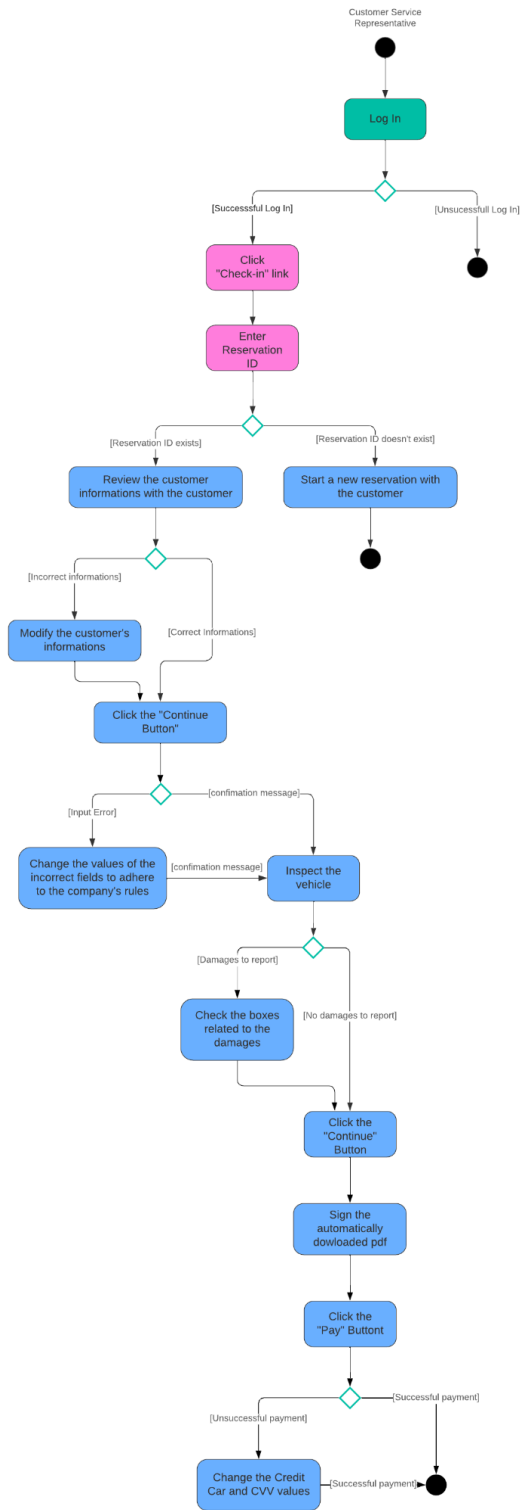 Customer Service
Representative
Log In
[Successsful Log In]
[Unsucessfull Log In]
Click
"Check-in" link
Enter
Reservation
ID
[Reservation ID exists]
[Reservation ID doesn't exist]
Review the customer
informations with the customer
Start a new reservation with
the customer
[Incorrect informations]
[Correct Informations]
Modify the customer's
informations
Click the "Continue
Button"
[Input Error]
[confimation message]
Change the values of the
incorrect fields to adhere
to the company's rules
[confimation message]
Inspect the
vehicle
[Damages to report]
[No damages to report]
Check the boxes
related to the
damages
Click the
"Continue"
Button
Sign the
automatically
dowloaded pdf
Click the
"Pay" Buttont
[Unsuccessful payment]
[Successful payment]
Change the Credit
Car and CVV values
[Successful payment]